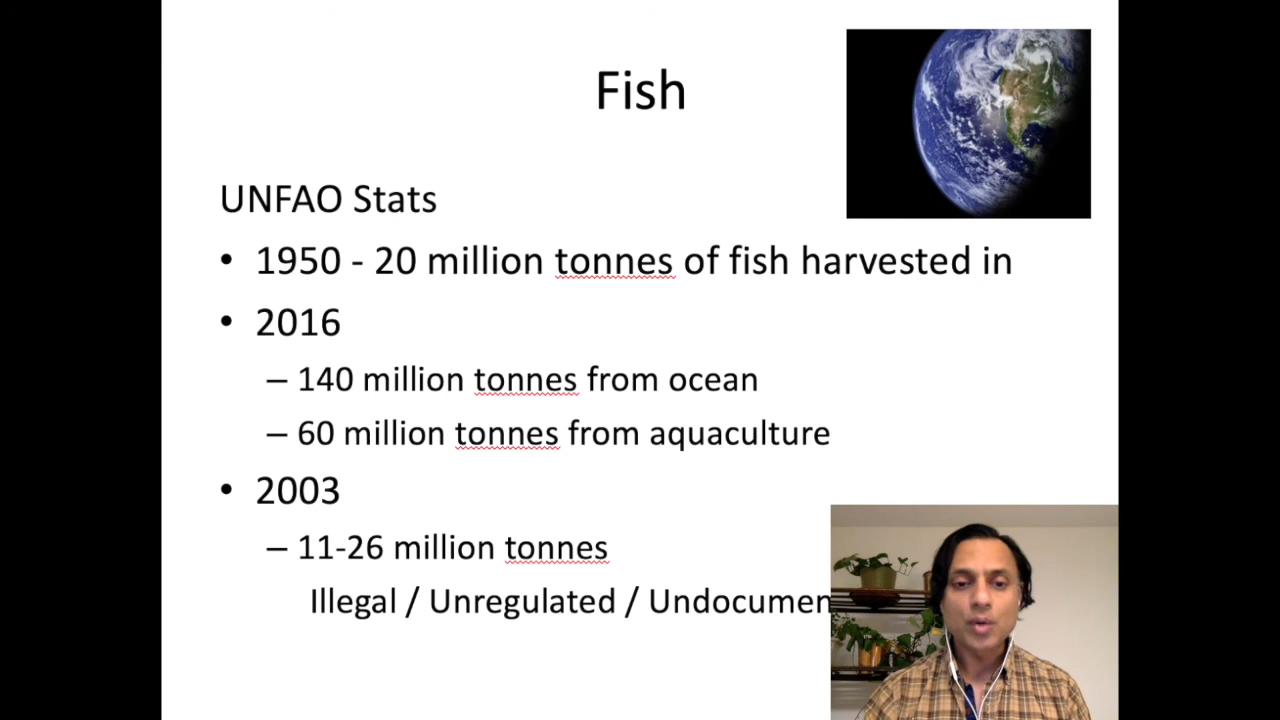 Fish
UNFAO Stats
• 1950 - 20 million tonnes of fish harvested in
• 2016
– 140 million tonnes from ocean
– 60 million tonnes from aquaculture
• 2003
– 11-26 million tonnes
Illegal / Unregulated /